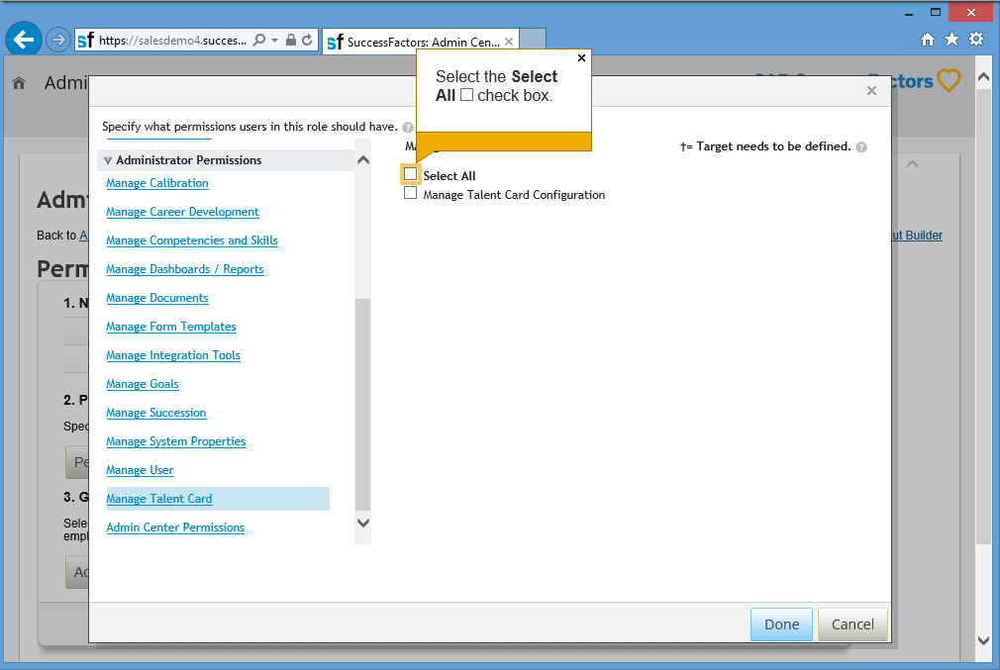 sf https://salesdemo4.succes...
sf SuccessFactors: Admin Cen...
Select the Select
All check box.
Admi
ctors
Specify what permissions users in this role should have.
† = Target needs to be defined.
Administrator Permissions
Select All
Manage Calibration
Manage Talent Card Configuration
Manage Career Development
Manage Competencies and Skills
Manage Dashboards / Reports
Manage Documents
Manage Form Templates
Manage Integration Tools
Manage Goals
Manage Succession
Manage System Properties
Manage User
Manage Talent Card
Admin Center Permissions
Adm
Back to A
ut Builder
Perm
1. N
2. P
Spec
Pe
3. G
Sele
empl
Ad
Done
Cancel